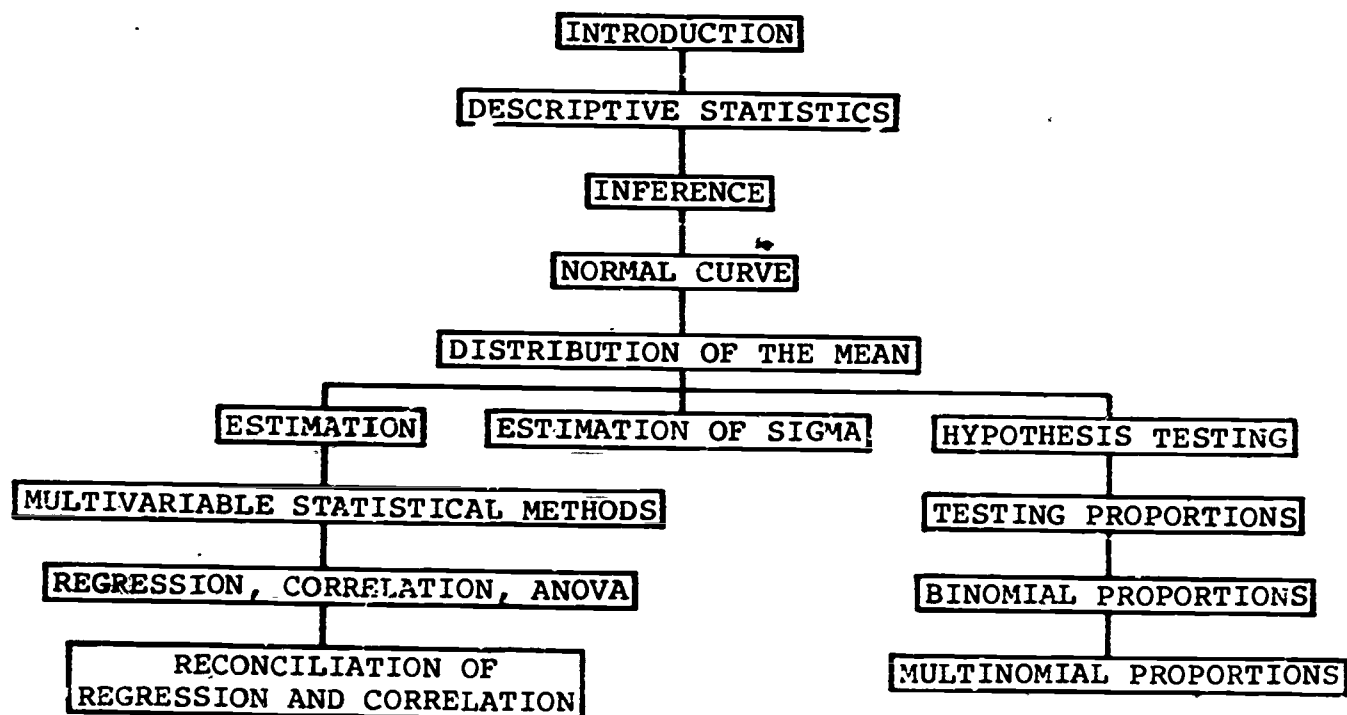 INTRODUCTION
DESCRIPTIVE STATISTICS
INFERENCE
NORMAL CURVE
DISTRIBUTION OF THE MEAN
ESTIMATION
ESTIMATION OF SIGMA
HYPOTHESIS TESTING
MULTIVARIABLE STATISTICAL METHODS
TESTING PROPORTIONS
REGRESSION, CORRELATION, ANOVA
BINOMIAL PROPORTIONS
RECONCILIATION OF
REGRESSION AND CORRELATION
MULTINOMIAL PROPORTIONS